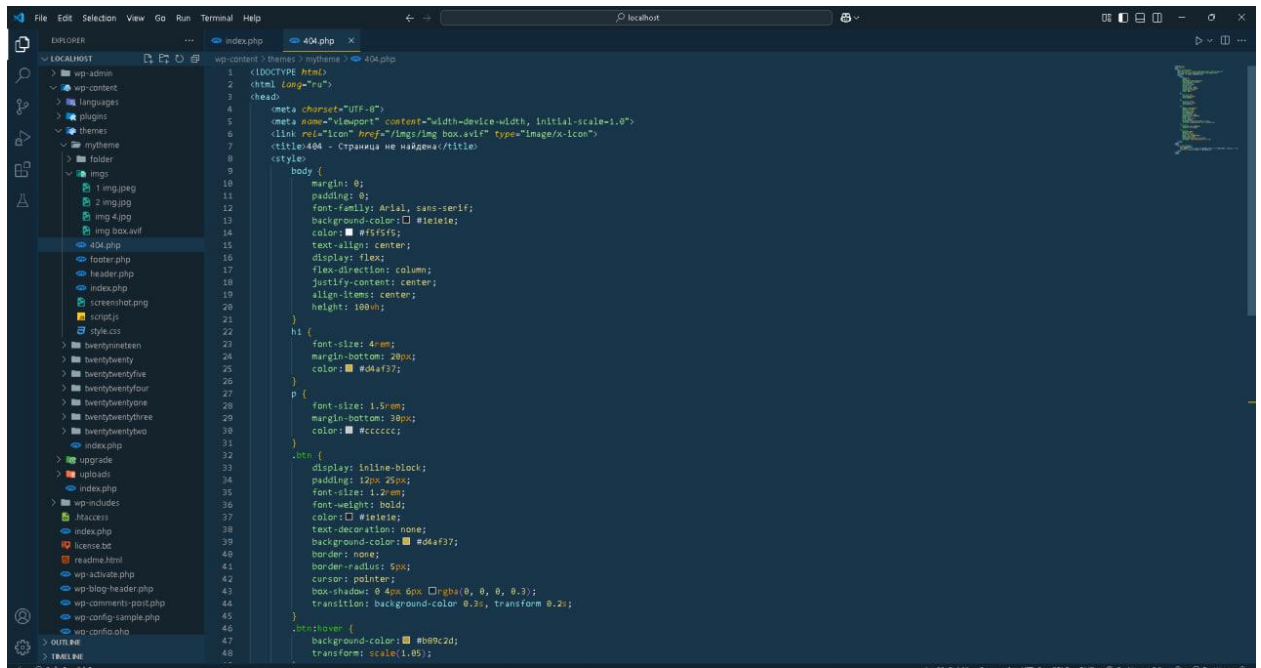 File Edit Selection View Go Run Terminal Help
localhost
EXPLORER
index.php
404.php
LOCALHOST
wp-content > themes > mytheme > 404.php
wp-admin
wp-content
languages
plugins
themes
mytheme
folder
imgs
1 img.jpeg
2 img.jpg
img 4.jpg
img box.avif
404.php
footer.php
header.php
index.php
screenshot.png
script.js
style.css
twentynineteen
twentytwenty
twentytwentyfive
twentytwentyfour
twentytwentyone
twentytwentythree
twentytwentytwo
index.php
upgrade
uploads
index.php
wp-includes
.htaccess
index.php
license.txt
readme.html
wp-activate.php
wp-blog-header.php
wp-comments-post.php
wp-config-sample.php
wp-config.php
OUTLINE
TIMELINE
1 <!DOCTYPE html>
2 <html lang="ru">
3 <head>
4 <meta charset="UTF-8">
5 <meta name="viewport" content="width=device-width, initial-scale=1.0">
6 <link rel="icon" href="/imgs/img box.avif" type="image/x-icon">
7 <title>404 - Страница не найдена</title>
8 <style>
9 body {
10 margin: 0;
11 padding: 0;
12 font-family: Arial, sans-serif;
13 background-color: #1e1e1e;
14 color: #f5f5f5;
15 text-align: center;
16 display: flex;
17 flex-direction: column;
18 justify-content: center;
19 align-items: center;
20 height: 100vh;
21 }
22 h1 {
23 font-size: 4rem;
24 margin-bottom: 20px;
25 color: #d4af37;
26 }
27 p {
28 font-size: 1.5rem;
29 margin-bottom: 30px;
30 color: #cccccc;
31 }
32 .btn {
33 display: inline-block;
34 padding: 12px 25px;
35 font-size: 1.2rem;
36 font-weight: bold;
37 color: #1e1e1e;
38 text-decoration: none;
39 background-color: #d4af37;
40 border: none;
41 border-radius: 5px;
42 cursor: pointer;
43 box-shadow: 0 4px 6px rgba(0, 0, 0, 0.3);
44 transition: background-color 0.3s, transform 0.2s;
45 }
46 .btn:hover {
47 background-color: #b89c2d;
48 transform: scale(1.05);